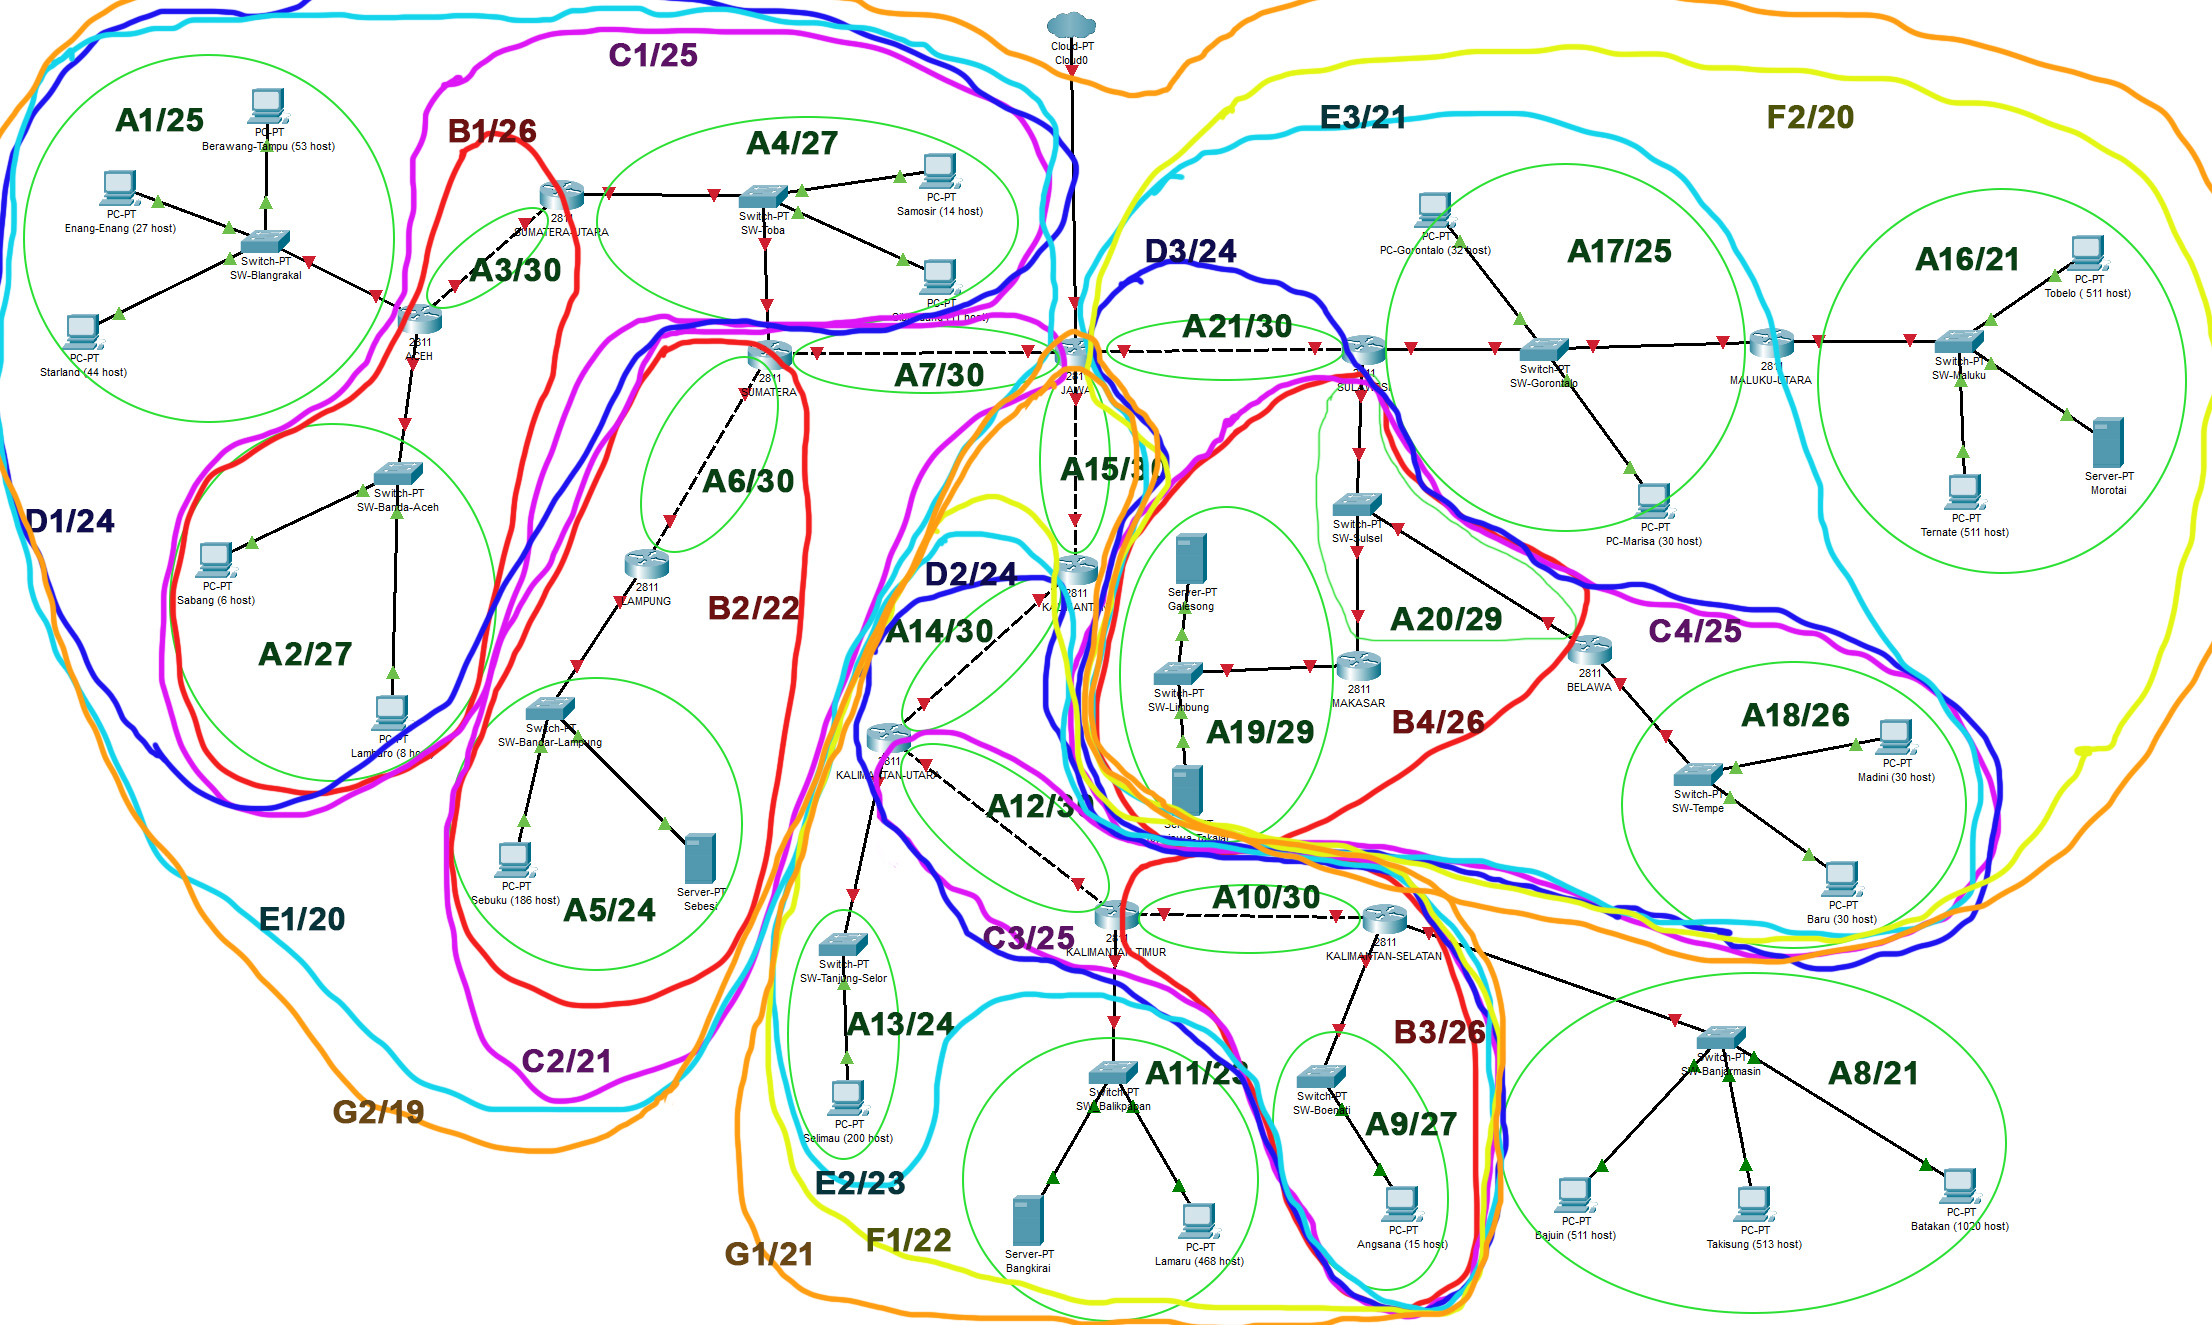 Cloud-PT
Cloud0
C1/25
A1/25
PC-PT
Berawang-Tampu (53 host)
PC-PT
Enang-Enang (27 host)
Switch-PT
SW-Blangrakal
PC-PT
Starland (44 host)
B1/26
2811
SUMATERA-UTARA
A3/30
A4/27
Switch-PT
SW-Toba
PC-PT
Samosir (14 host)
PC-PT
2811
ACEH
Switch-PT
SW-Banda-Aceh
PC-PT
Sabang (6 host)
A2/27
PC-PT
D1/24
2811
SUMATERA
A7/30
A6/30
2811
LAMPUNG
B2/22
Switch-PT
SW-Bandar-Lampung
PC-PT
Sebuku (186 host)
Server-PT
Sebesi
A5/24
E1/20
C2/21
G2/19
JAWA
A15/30
D3/24
A21/30
E3/21
F2/20
2811
SULAWESI
PC-PT
PC-Gorontalo (32 host)
A17/25
Switch-PT
SW-Gorontalo
PC-PT
PC-Marisa (30 host)
2811
MALUKU-UTARA
A16/21
PC-PT
Tobelo ( 511 host)
Switch-PT
SW-Maluku
Server-PT
Morotai
PC-PT
Ternate (511 host)
Switch-PT
SW-Sulsel
A20/29
C4/25
2811
BELAWA
2811
MAKASAR
B4/26
Server-PT
Galesong
Switch-PT
SW-Limbung
A19/29
A18/26
PC-PT
Madini (30 host)
Switch-PT
SW-Tempe
PC-PT
Baru (30 host)
D2/24
2811
A14/30
2811
KALIMANTAN-UTARA
A12/30
A10/30
C3/25
2811
KALIMANTAN-TIMUR
2811
KALIMANTAN-SELATAN
Switch-PT
SW-Tanjung-Selor
A13/24
PC-PT
Selimau (200 host)
E2/23
F1/22
G1/21
Switch-PT
SW-Balikpapan
A11/23
Server-PT
Bangkirai
PC-PT
Lamaru (468 host)
B3/26
Switch-PT
SW-Boenati
A9/27
PC-PT
Angsana (15 host)
Switch-PT
SW-Banjarmasin
A8/21
PC-PT
Bajuin (511 host)
PC-PT
Takisung (513 host)
PC-PT
Batakan (1020 host)